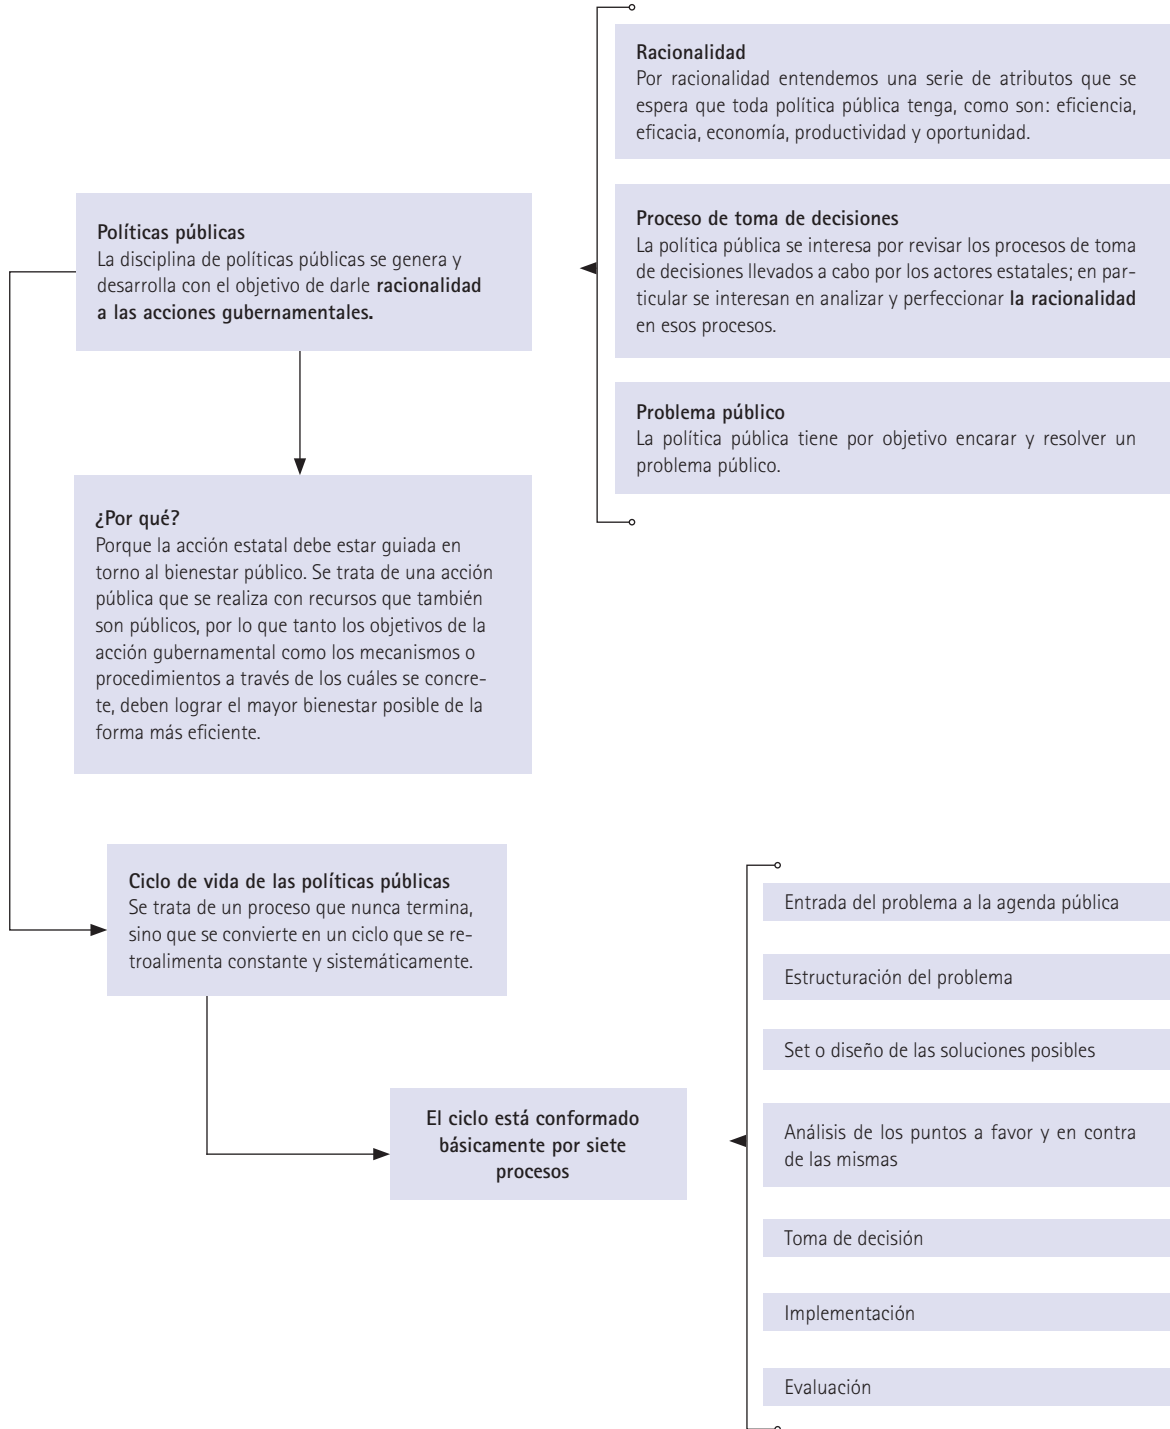 Racionalidad
Por racionalidad entendemos una serie de atributos que se
espera que toda política pública tenga, como son: eficiencia,
eficacia, economía, productividad y oportunidad.
Políticas públicas
La disciplina de políticas públicas se genera y
desarrolla con el objetivo de darle racionalidad
a las acciones gubernamentales.
Proceso de toma de decisiones
La política pública se interesa por revisar los procesos de toma
de decisiones llevados a cabo por los actores estatales; en par-
ticular se interesan en analizar y perfeccionar la racionalidad
en esos procesos.
Problema público
La política pública tiene por objetivo encarar y resolver un
problema público.
¿Por qué?
Porque la acción estatal debe estar guiada en
torno al bienestar público. Se trata de una acción
pública que se realiza con recursos que también
son públicos, por lo que tanto los objetivos de la
acción gubernamental como los mecanismos o
procedimientos a través de los cuáles se concre-
te, deben lograr el mayor bienestar posible de la
forma más eficiente.
Ciclo de vida de las políticas públicas
Se trata de un proceso que nunca termina,
sino que se convierte en un ciclo que se re-
troalimenta constante y sistemáticamente.
El ciclo está conformado
básicamente por siete
procesos
Entrada del problema a la agenda pública
Estructuración del problema
Set o diseño de las soluciones posibles
Análisis de los puntos a favor y en contra
de las mismas
Toma de decisión
Implementación
Evaluación